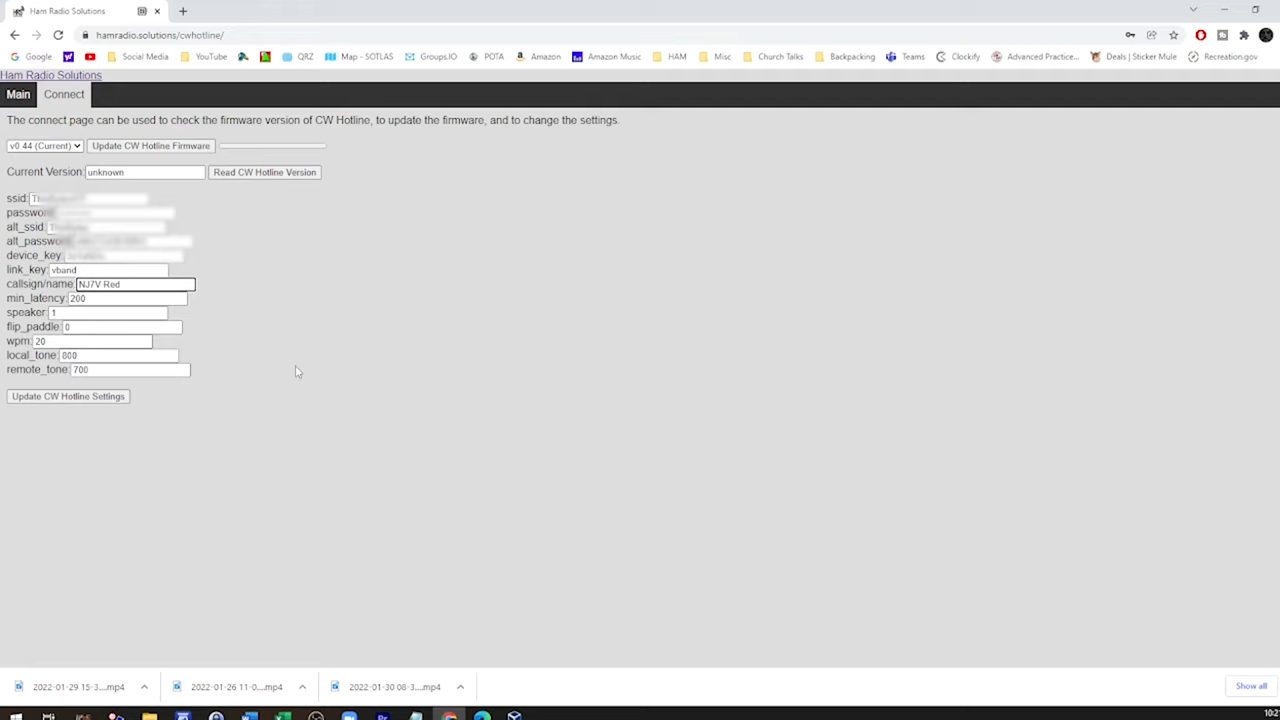 Ham Radio Solutions
hamradio.solutions/cwhotline/
Google Social Media YouTube QRZ Map - SOTLAS Groups.IO POTA Amazon Amazon Music HAM Misc Church Talks Backpacking Teams Clockify Advanced Practice... Deals | Sticker Mule Recreation.gov
Ham Radio Solutions
Main Connect
The connect page can be used to check the firmware version of CW Hotline, to update the firmware, and to change the settings.
v0.44 (Current) Update CW Hotline Firmware
Current Version: unknown Read CW Hotline Version
ssid:
password:
alt_ssid:
alt_password:
device_key:
link_key: vband
callsign/name: NJ7V Red
min_latency: 200
speaker: 1
flip_paddle: 0
wpm: 20
local_tone: 800
remote_tone: 700
Update CW Hotline Settings
2022-01-29 15-3....mp4 2022-01-26 11-0....mp4 2022-01-30 08-3....mp4 Show all